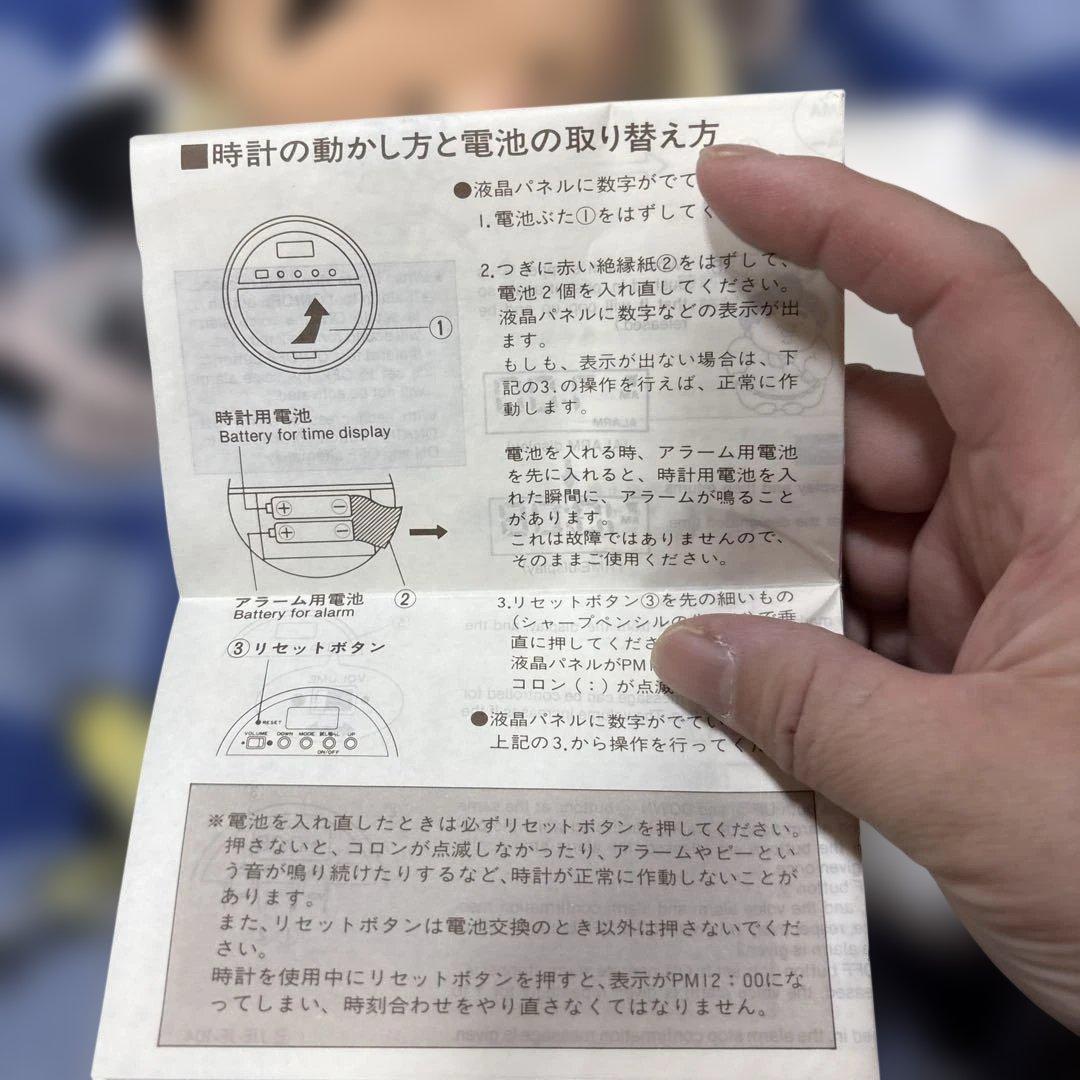 ■時計の動かし方と電池の取り替え方
●液晶パネルに数字がでて
1.電池ぶた①をはずしてく
2.つぎに赤い絶縁紙②をはずして、
電池2個を入れ直してください。
液晶パネルに数字などの表示が出
ます。
もしも、表示が出ない場合は、下
記の3.の操作を行えば、正常に作
動します。
①
時計用電池
Battery for time display
電池を入れる時、アラーム用電池
を先に入れると、時計用電池を入
れた瞬間に、アラームが鳴ること
があります。
これは故障ではありませんので、
そのままご使用ください。
アラーム用電池
Battery for alarm
②
③リセットボタン
3.リセットボタン③を先の細いもの
(シャープペンシルの
直に押してくださ
液晶パネルがPM
コロン(:)が点滅
●液晶パネルに数字がでてい
上記の3.から操作を行ってくだ
RESET
VOLUME DOWN MODE UP
ON/OFF
※電池を入れ直したときは必ずリセットボタンを押してください。
押さないと、コロンが点滅しなかったり、アラームやピーとい
う音が鳴り続けたりするなど、時計が正常に作動しないことが
あります。
また、リセットボタンは電池交換のとき以外は押さないでくだ
さい。
時計を使用中にリセットボタンを押すと、表示がPM12:00にな
ってしまい、時刻合わせをやり直さなくてはなりません。